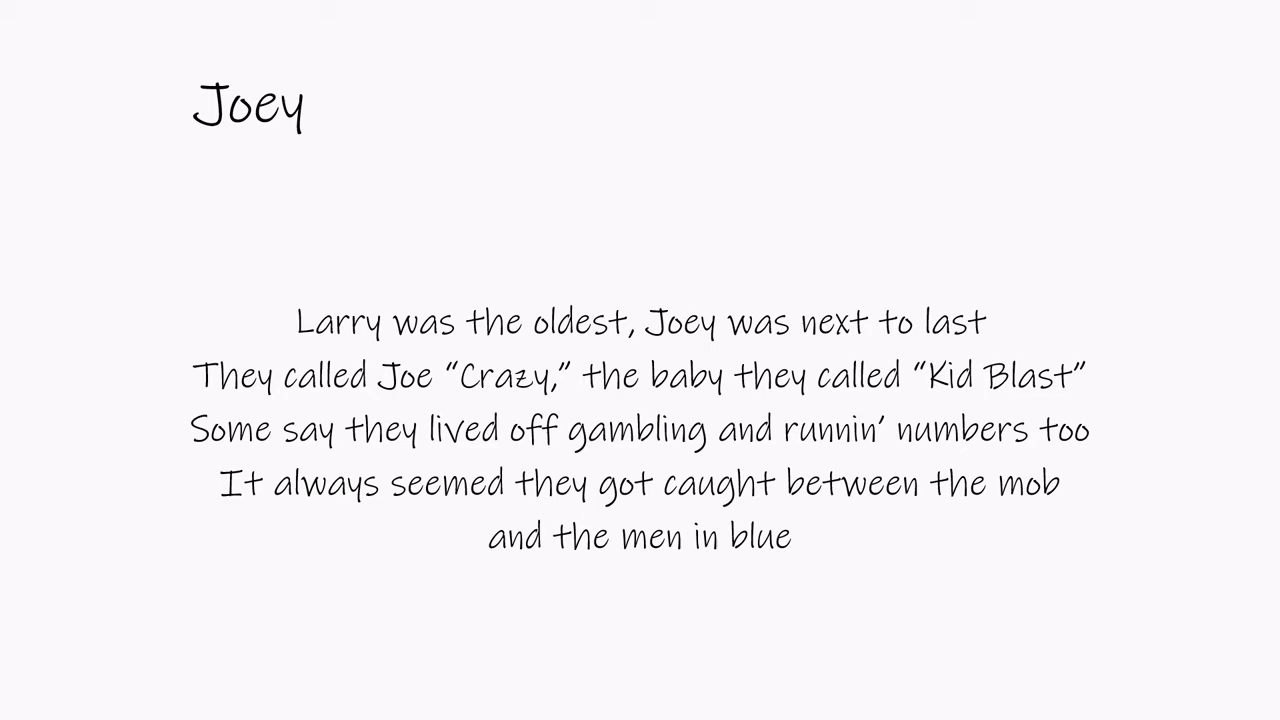 Joey
Larry was the oldest, Joey was next to last
They called Joe “Crazy,” the baby they called “Kid Blast”
Some say they lived off gambling and runnin’ numbers too
It always seemed they got caught between the mob
and the men in blue